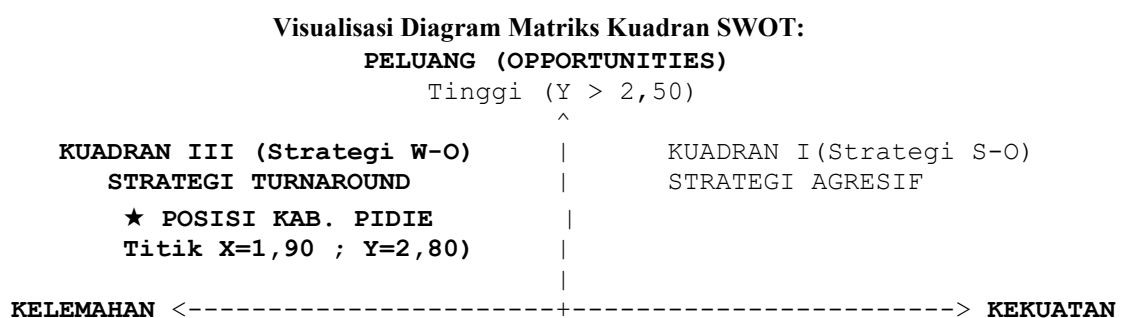 Visualisasi Diagram Matriks Kuadran SWOT:
PELUANG (OPPORTUNITIES)
Tinggi (Y > 2,50)
^
KUADRAN III (Strategi W-O) | KUADRAN I(Strategi S-O)
STRATEGI TURNAROUND | STRATEGI AGRESIF
★ POSISI KAB. PIDIE |
Titik X=1,90 ; Y=2,80) |
|
KELEMAHAN <------------------------+-------------------------> KEKUATAN